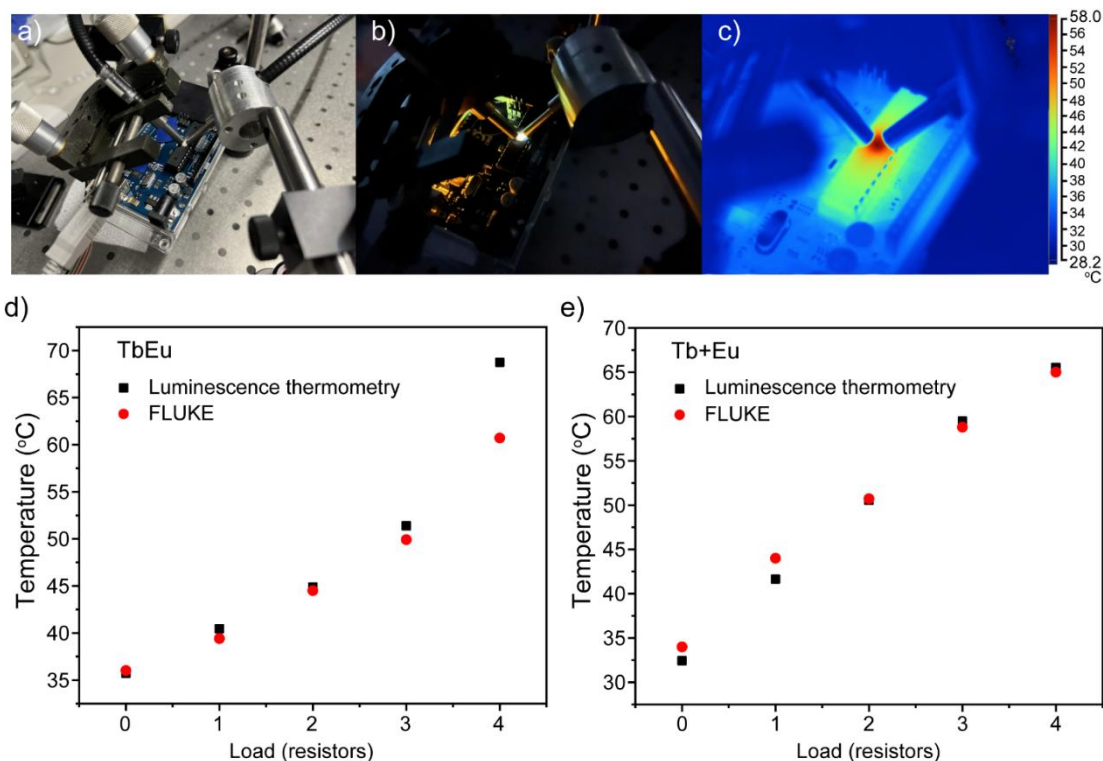 a)
b)
c)
58.0
56
54
52
50
48
46
44
42
40
38
36
34
32
30
28.2
ºC
d)
TbEu
Luminescence thermometry
FLUKE
Temperature (ºC)
70
65
60
55
50
45
40
35
0 1 2 3 4
Load (resistors)
e)
Tb+Eu
Luminescence thermometry
FLUKE
Temperature (ºC)
70
65
60
55
50
45
40
35
30
0 1 2 3 4
Load (resistors)